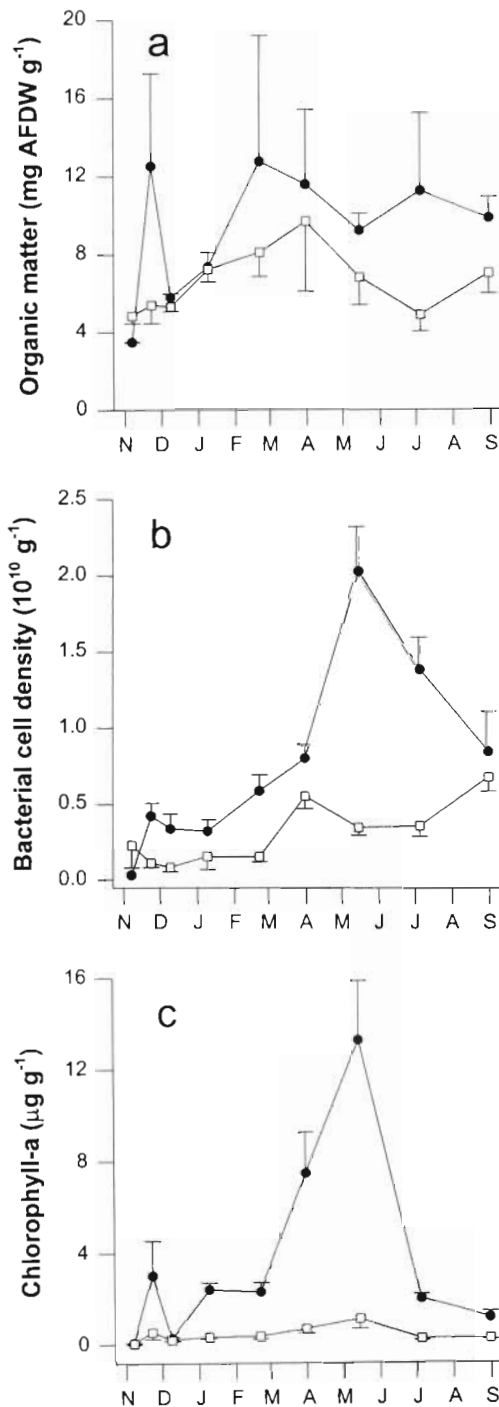 a
Organic matter (mg AFDW g⁻¹)
20
16
12
8
4
0
N D J F M A M J J A S
b
Bacterial cell density (10¹⁰ g⁻¹)
2.5
2.0
1.5
1.0
0.5
0.0
N D J F M A M J J A S
c
Chlorophyll-a (μg g⁻¹)
16
12
8
4
0
N D J F M A M J J A S